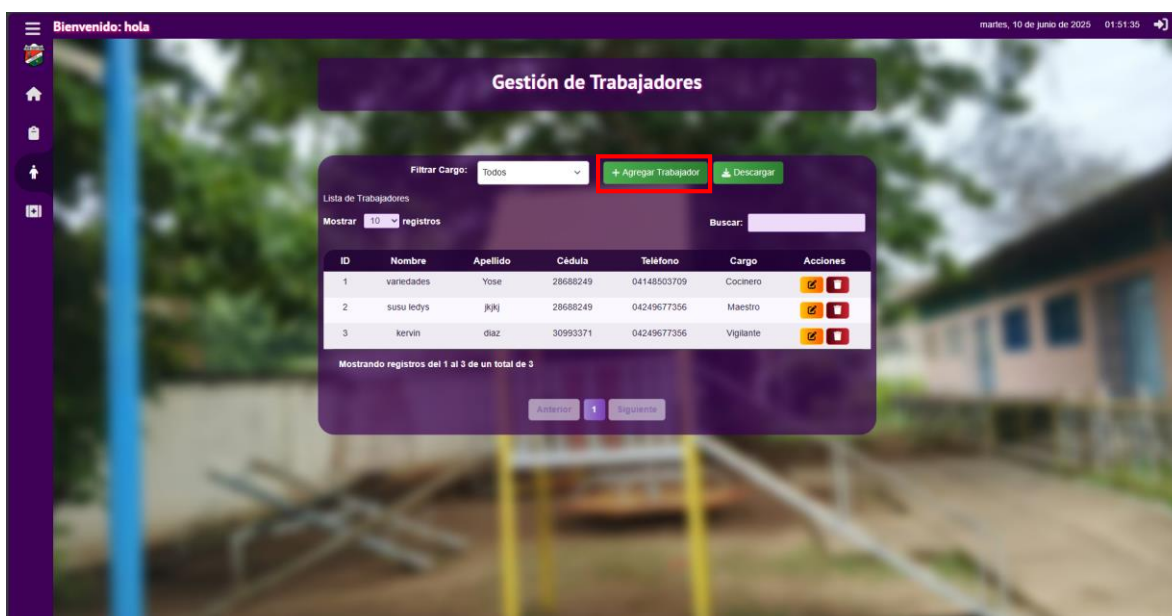 Bienvenido: hola
martes, 10 de junio de 2025 01:51:35
Gestión de Trabajadores
Filtrar Cargo: Todos + Agregar Trabajador Descargar
Lista de Trabajadores
Mostrar 10 registros Buscar:
ID Nombre Apellido Cédula Teléfono Cargo Acciones
1 variedades Yose 28688249 04148503709 Cocinero
2 susu ledys jkjkj 28688249 04249677356 Maestro
3 kervin diaz 30993371 04249677356 Vigilante
Mostrando registros del 1 al 3 de un total de 3
Anterior 1 Siguiente